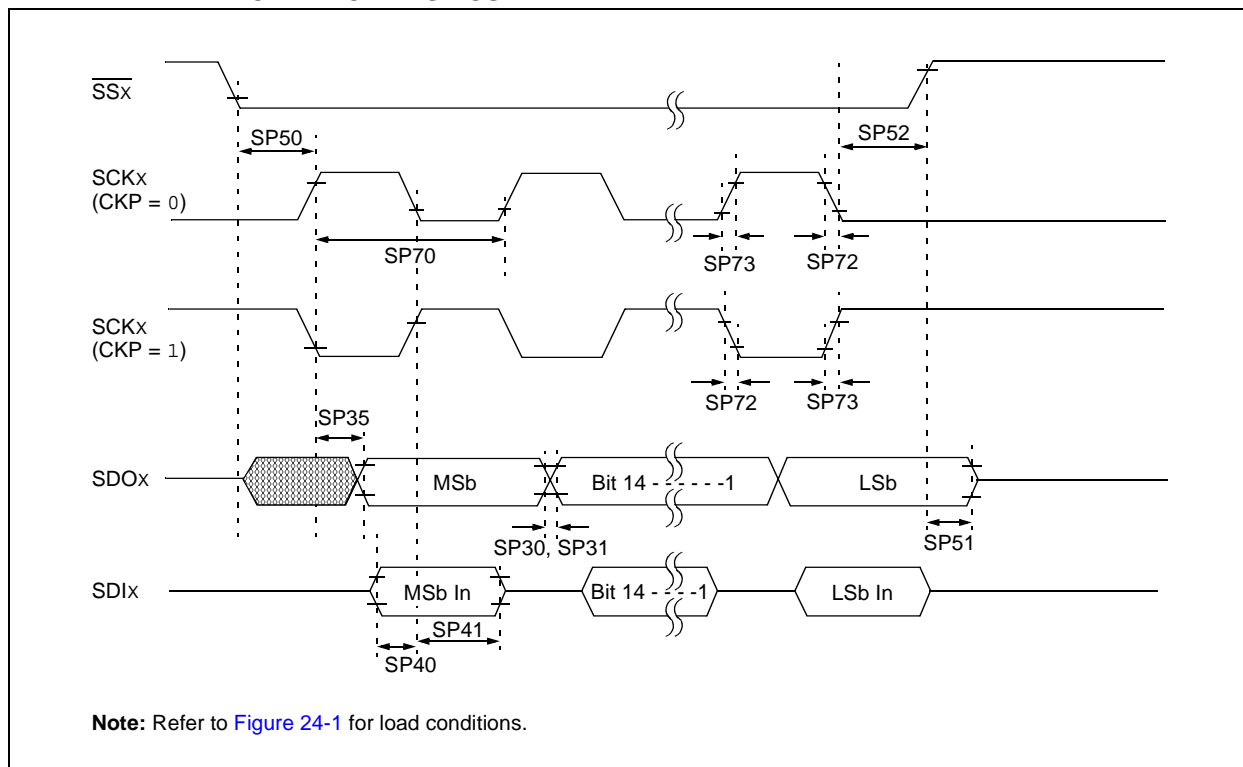 SSX
SP50
SP52
SCKX
(CKP = 0)
SP70
SP73
SP72
SCKX
(CKP = 1)
SP72
SP73
SP35
SDOX
MSb
Bit 14 - - - - - - -1
LSb
SP30, SP31
SP51
SDIX
MSb In
Bit 14 - - - - -1
LSb In
SP41
SP40
Note: Refer to Figure 24-1 for load conditions.